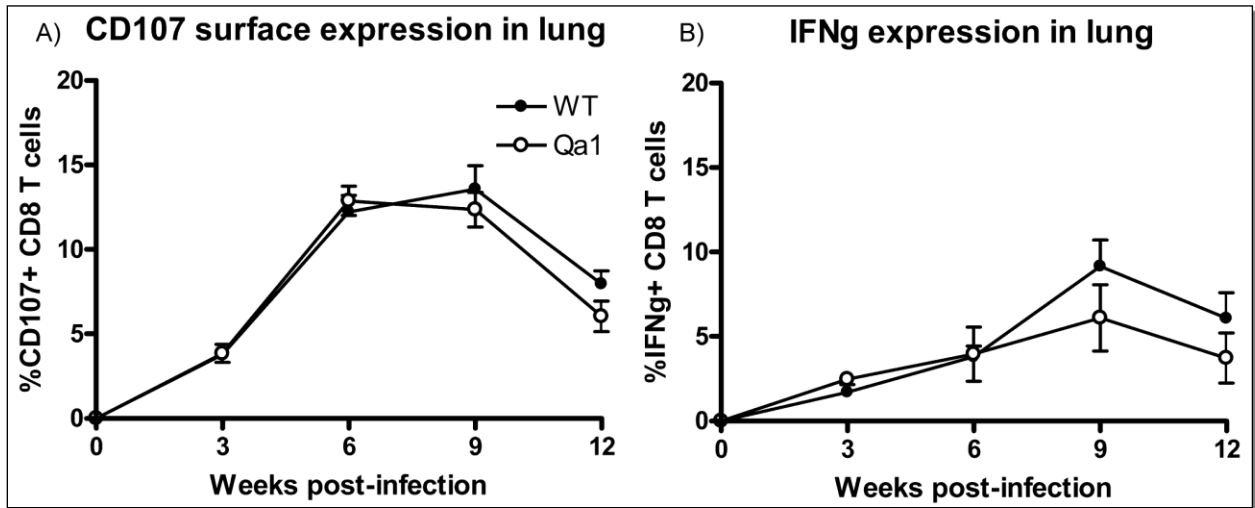 A) CD107 surface expression in lung
%CD107+ CD8 T cells
20
15
10
5
0
0 3 6 9 12
Weeks post-infection
WT
Qa1
B) IFNg expression in lung
%IFNg+ CD8 T cells
20
15
10
5
0
0 3 6 9 12
Weeks post-infection